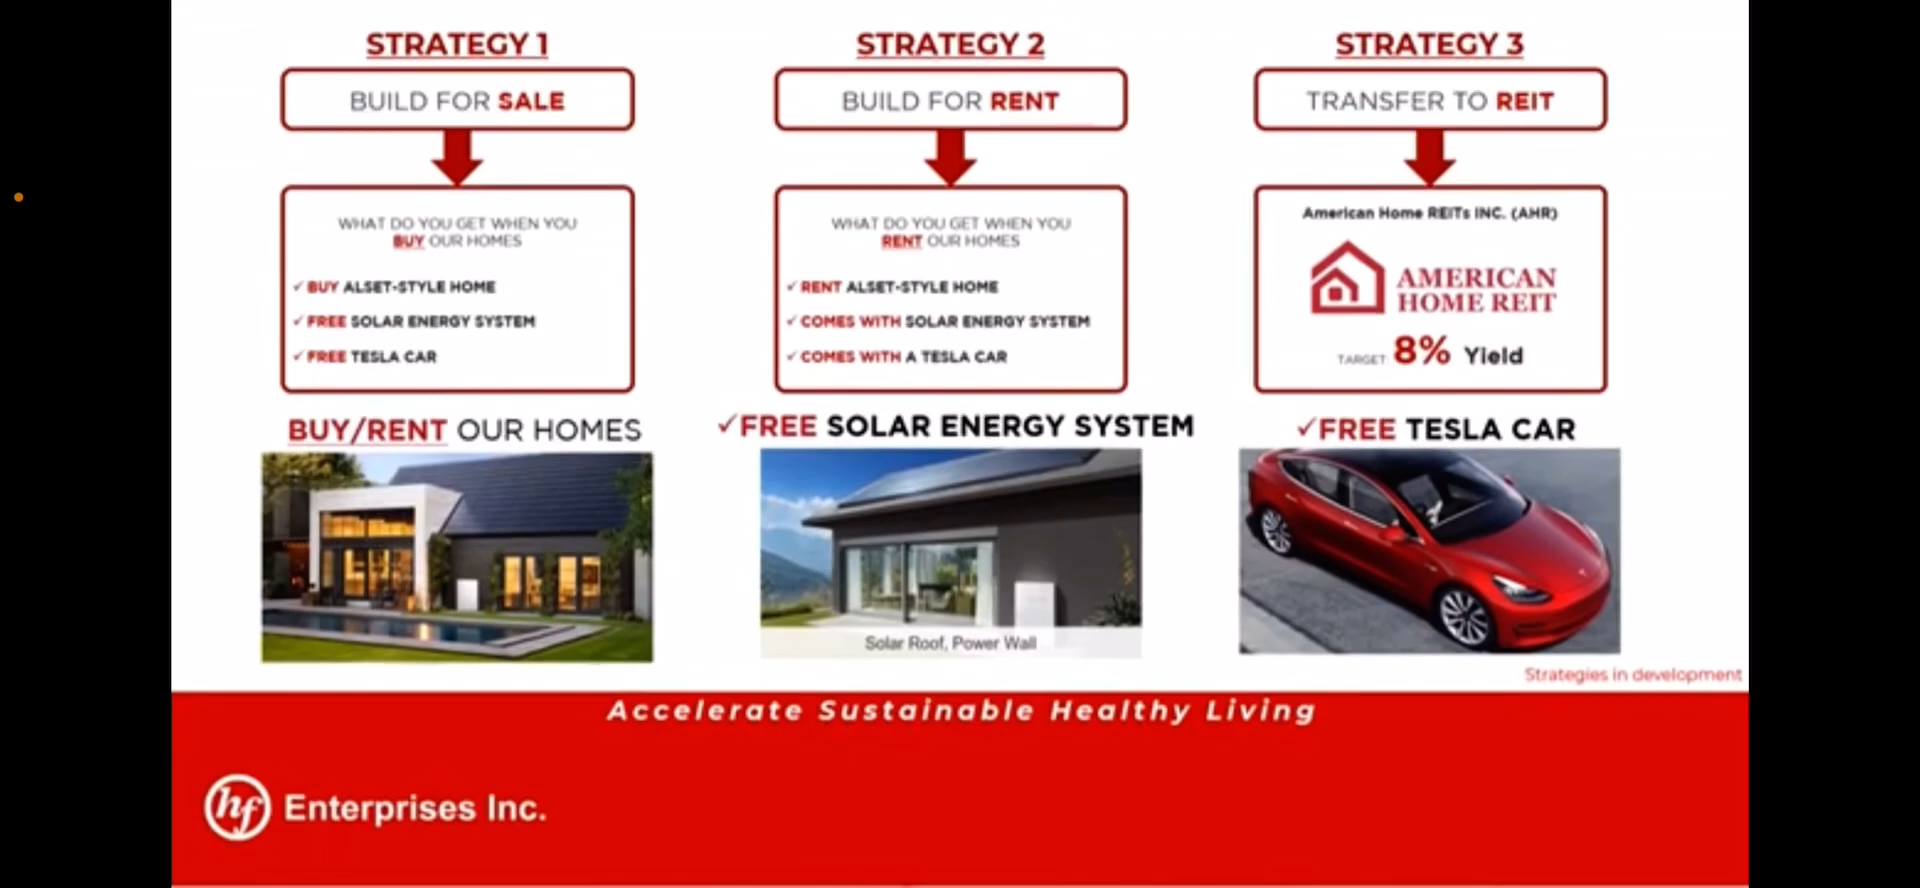 STRATEGY 1
BUILD FOR SALE
WHAT DO YOU GET WHEN YOU
BUY OUR HOMES
✓ BUY ALSET-STYLE HOME
✓ FREE SOLAR ENERGY SYSTEM
✓ FREE TESLA CAR
BUY/RENT OUR HOMES
STRATEGY 2
BUILD FOR RENT
WHAT DO YOU GET WHEN YOU
RENT OUR HOMES
✓ RENT ALSET-STYLE HOME
✓ COMES WITH SOLAR ENERGY SYSTEM
✓ COMES WITH A TESLA CAR
✓FREE SOLAR ENERGY SYSTEM
Solar Roof, Power Wall
STRATEGY 3
TRANSFER TO REIT
American Home REITs INC. (AHR)
AMERICAN
HOME REIT
TARGET 8% Yield
✓FREE TESLA CAR
Strategies in development
Accelerate Sustainable Healthy Living
hf Enterprises Inc.